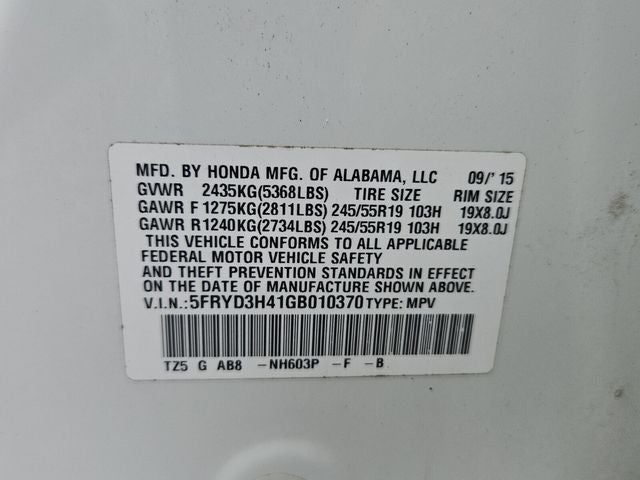 MFD. BY HONDA MFG. OF ALABAMA, LLC 09/'15
GVWR 2435KG(5368LBS) TIRE SIZE RIM SIZE
GAWR F 1275KG(2811LBS) 245/55R19 103H 19X8.0J
GAWR R1240KG(2734LBS) 245/55R19 103H 19X8.0J
THIS VEHICLE CONFORMS TO ALL APPLICABLE
FEDERAL MOTOR VEHICLE SAFETY
AND THEFT PREVENTION STANDARDS IN EFFECT
ON THE DATE OF MANUFACTURE SHOWN ABOVE.
V.I.N.: 5FRYD3H41GB010370 TYPE: MPV
TZ5 G AB8 -NH603P -F -B